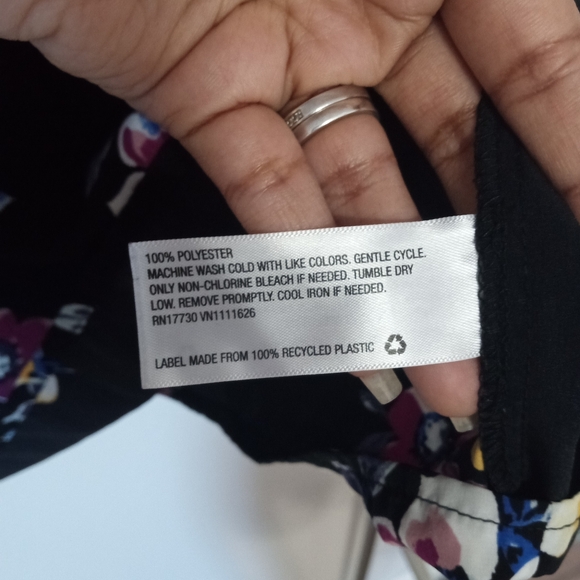 100% POLYESTER
MACHINE WASH COLD WITH LIKE COLORS. GENTLE CYCLE.
ONLY NON-CHLORINE BLEACH IF NEEDED. TUMBLE DRY
LOW. REMOVE PROMPTLY. COOL IRON IF NEEDED.
RN17730 VN1111626
LABEL MADE FROM 100% RECYCLED PLASTIC